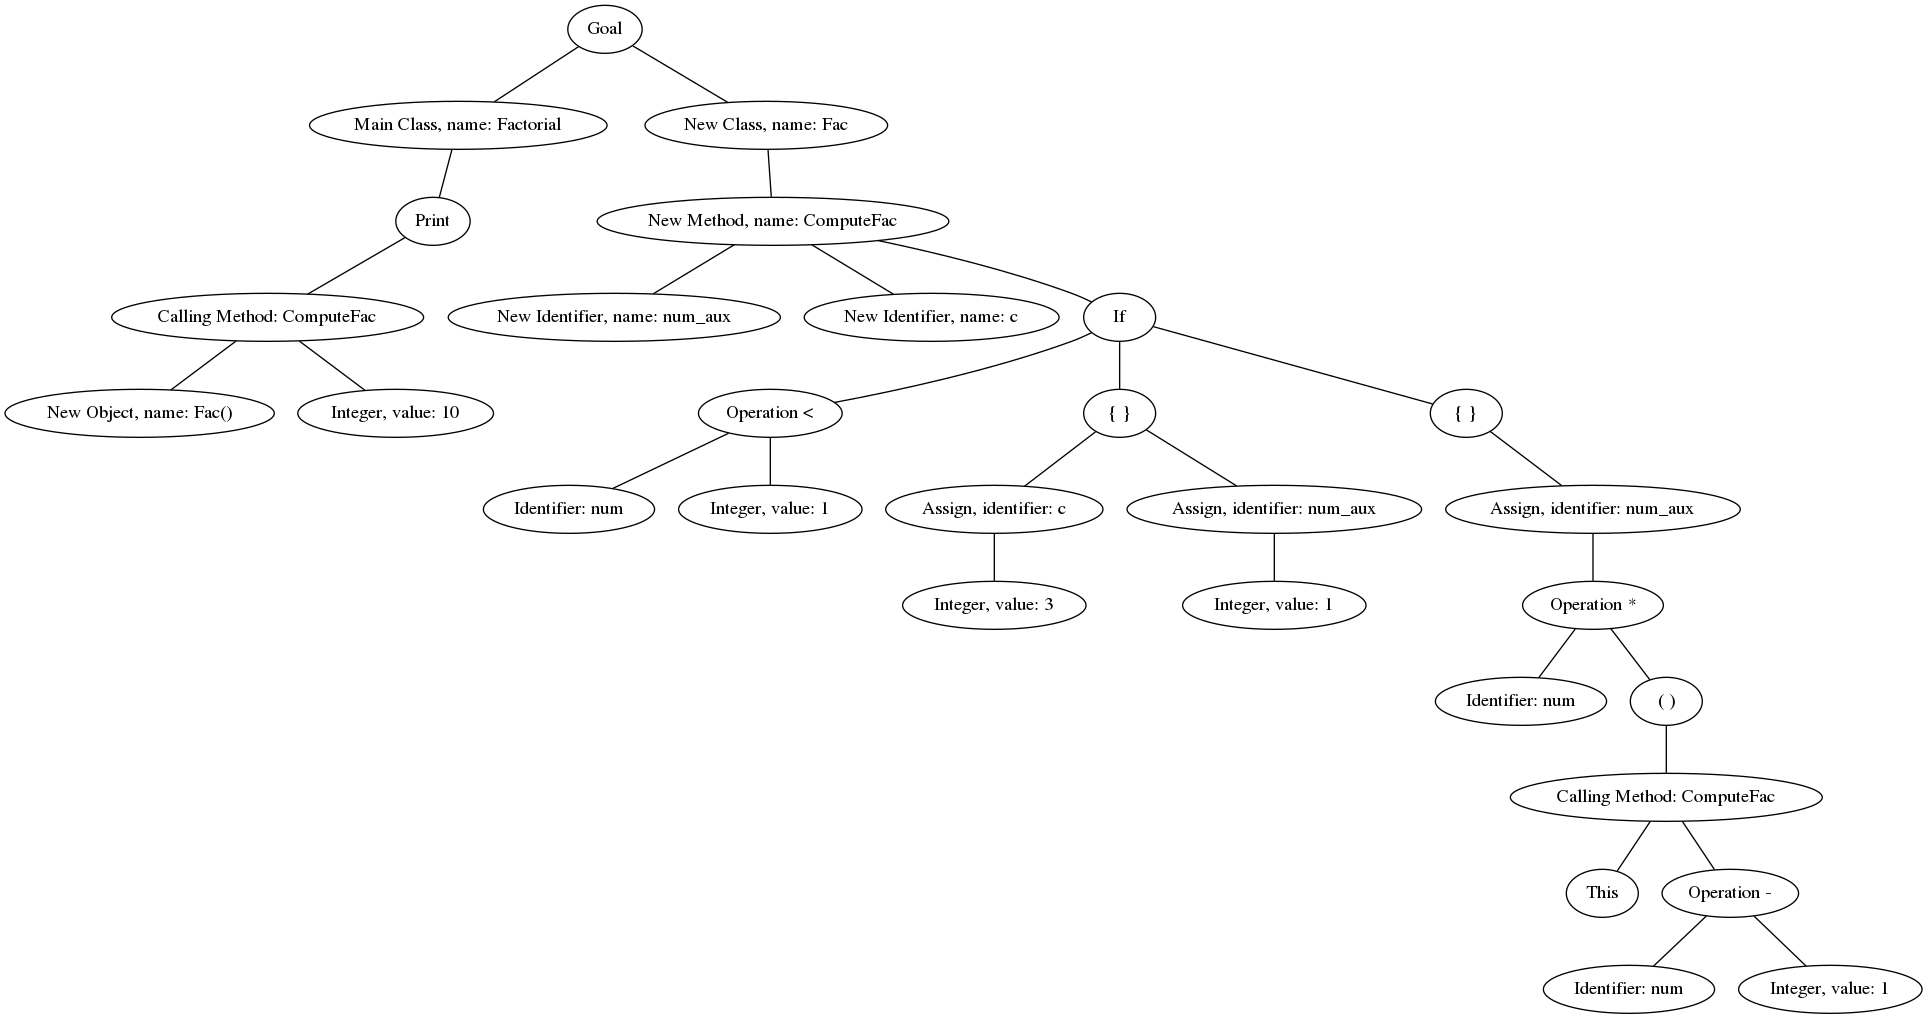 Goal
Main Class, name: Factorial
New Class, name: Fac
Print
New Method, name: ComputeFac
Calling Method: ComputeFac
New Identifier, name: num_aux
New Identifier, name: c
If
New Object, name: Fac()
Integer, value: 10
Operation <
{ }
{ }
Identifier: num
Integer, value: 1
Assign, identifier: c
Assign, identifier: num_aux
Assign, identifier: num_aux
Integer, value: 3
Integer, value: 1
Operation *
Identifier: num
( )
Calling Method: ComputeFac
This
Operation -
Identifier: num
Integer, value: 1